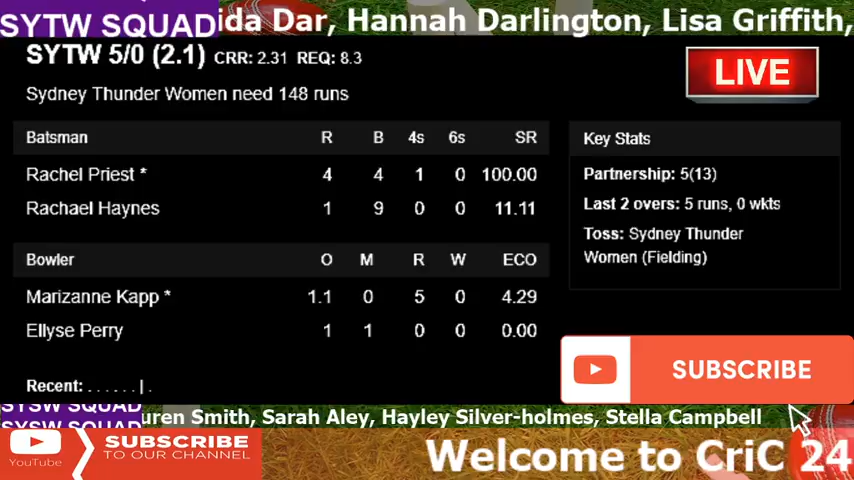 SYTW SQUAD ida Dar, Hannah Darlington, Lisa Griffith,
SYTW 5/0 (2.1) CRR: 2.31 REQ: 8.3
LIVE
Sydney Thunder Women need 148 runs
Batsman R B 4s 6s SR
Rachel Priest * 4 4 1 0 100.00
Rachael Haynes 1 9 0 0 11.11
Bowler O M R W ECO
Marizanne Kapp * 1.1 0 5 0 4.29
Ellyse Perry 1 1 0 0 0.00
Key Stats
Partnership: 5(13)
Last 2 overs: 5 runs, 0 wkts
Toss: Sydney Thunder
Women (Fielding)
SUBSCRIBE
Recent: . . . . . . | .
SYSW SQUAD uren Smith, Sarah Aley, Hayley Silver-holmes, Stella Campbell
SYSW SQUAD
YouTube
SUBSCRIBE
TO OUR CHANNEL
Welcome to CriC 24